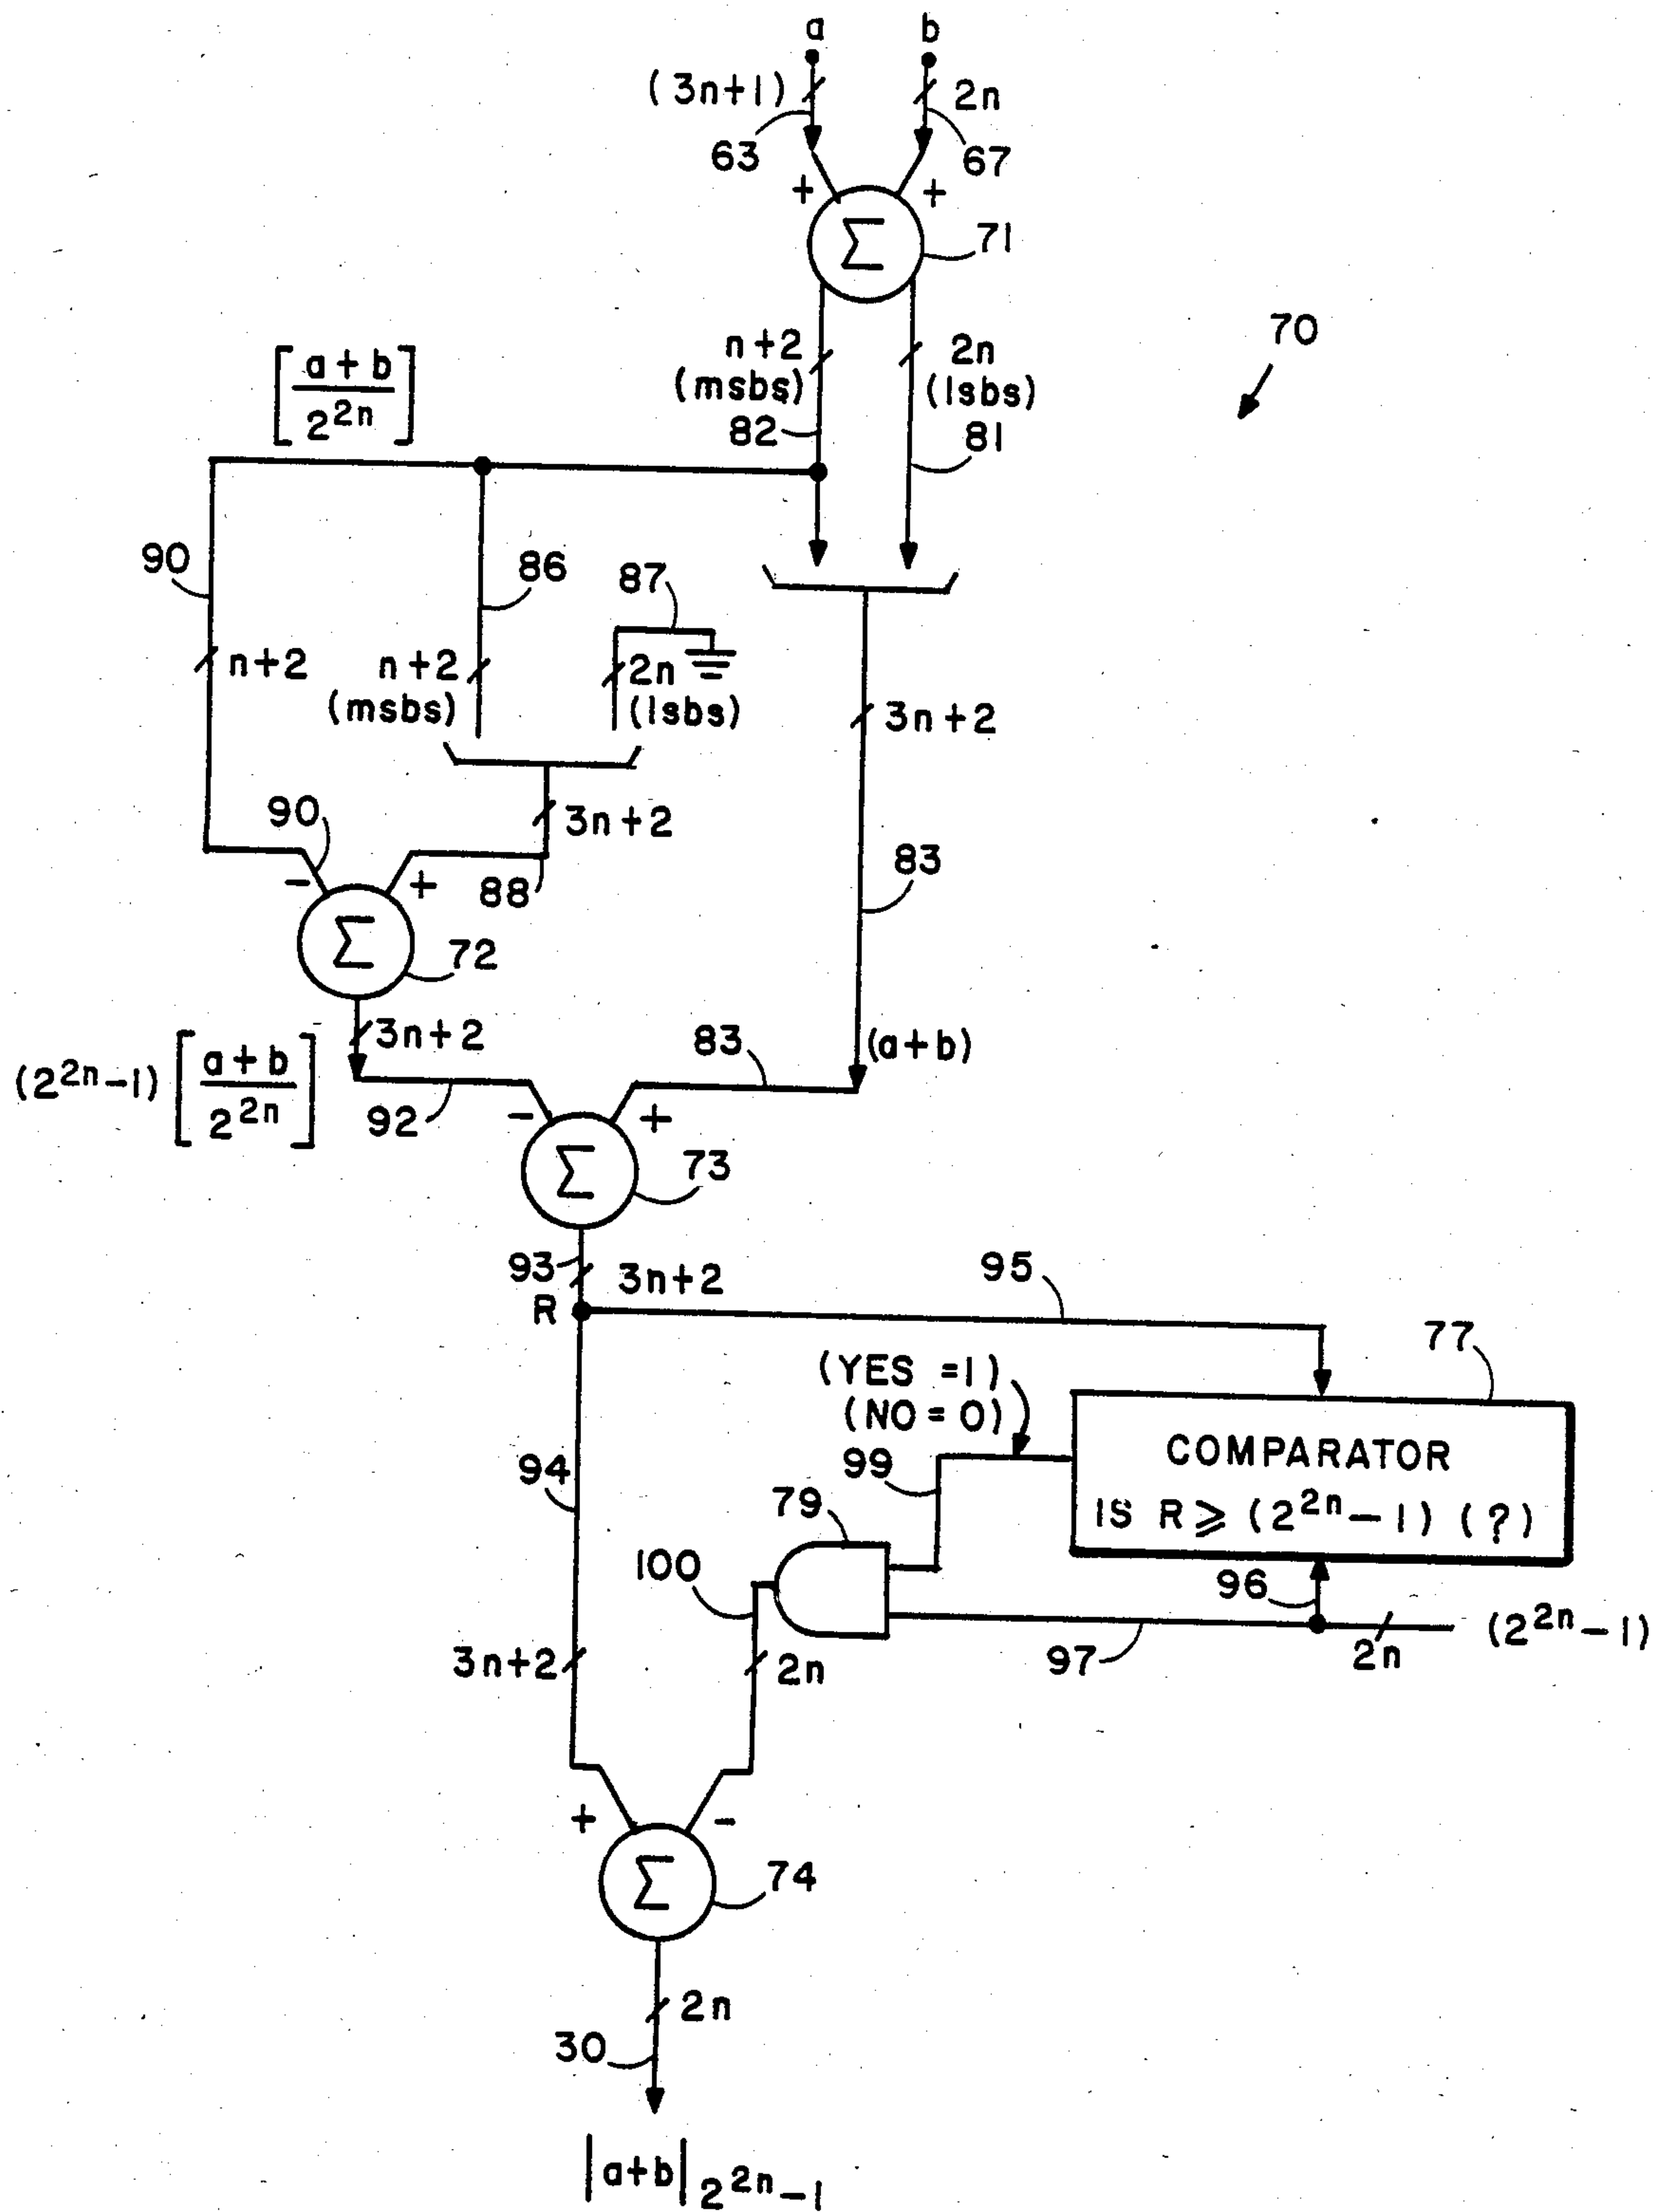 a b
(3n+1) 2n
63 67
+ +
Σ 71
70
n+2 2n
(msbs) (lsbs)
82 81
[a+b / 2^2n]
90 86 87
n+2 n+2 2n
(msbs) (lsbs)
3n+2
90 3n+2
83
- + 88
Σ 72
3n+2 83 (a+b)
(2^2n-1) [a+b / 2^2n]
92 - +
Σ 73
93 3n+2 95
R
77
(YES =1)
(NO=0)
COMPARATOR
IS R⩾(2^2n-1) (?)
94 99
79
100 96
(2^2n-1)
3n+2 2n 97 2n
+ -
Σ 74
2n
30
|a+b| 2^2n-1